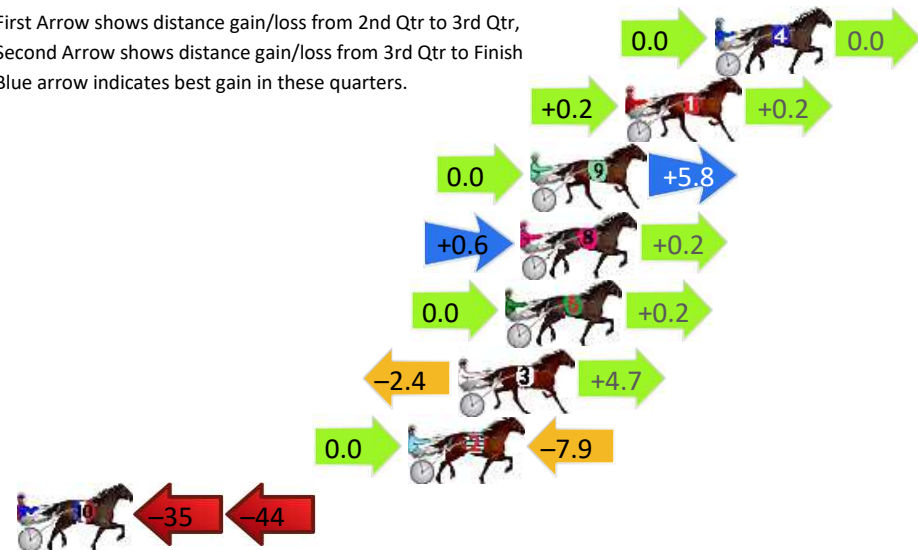 First Arrow shows distance gain/loss from 2nd Qtr to 3rd Qtr,
Second Arrow shows distance gain/loss from 3rd Qtr to Finish
Blue arrow indicates best gain in these quarters.
0.0 4 0.0
+0.2 1 +0.2
0.0 9 +5.8
+0.6 8 +0.2
0.0 6 +0.2
−2.4 3 +4.7
0.0 2 −7.9
10 −35 −44